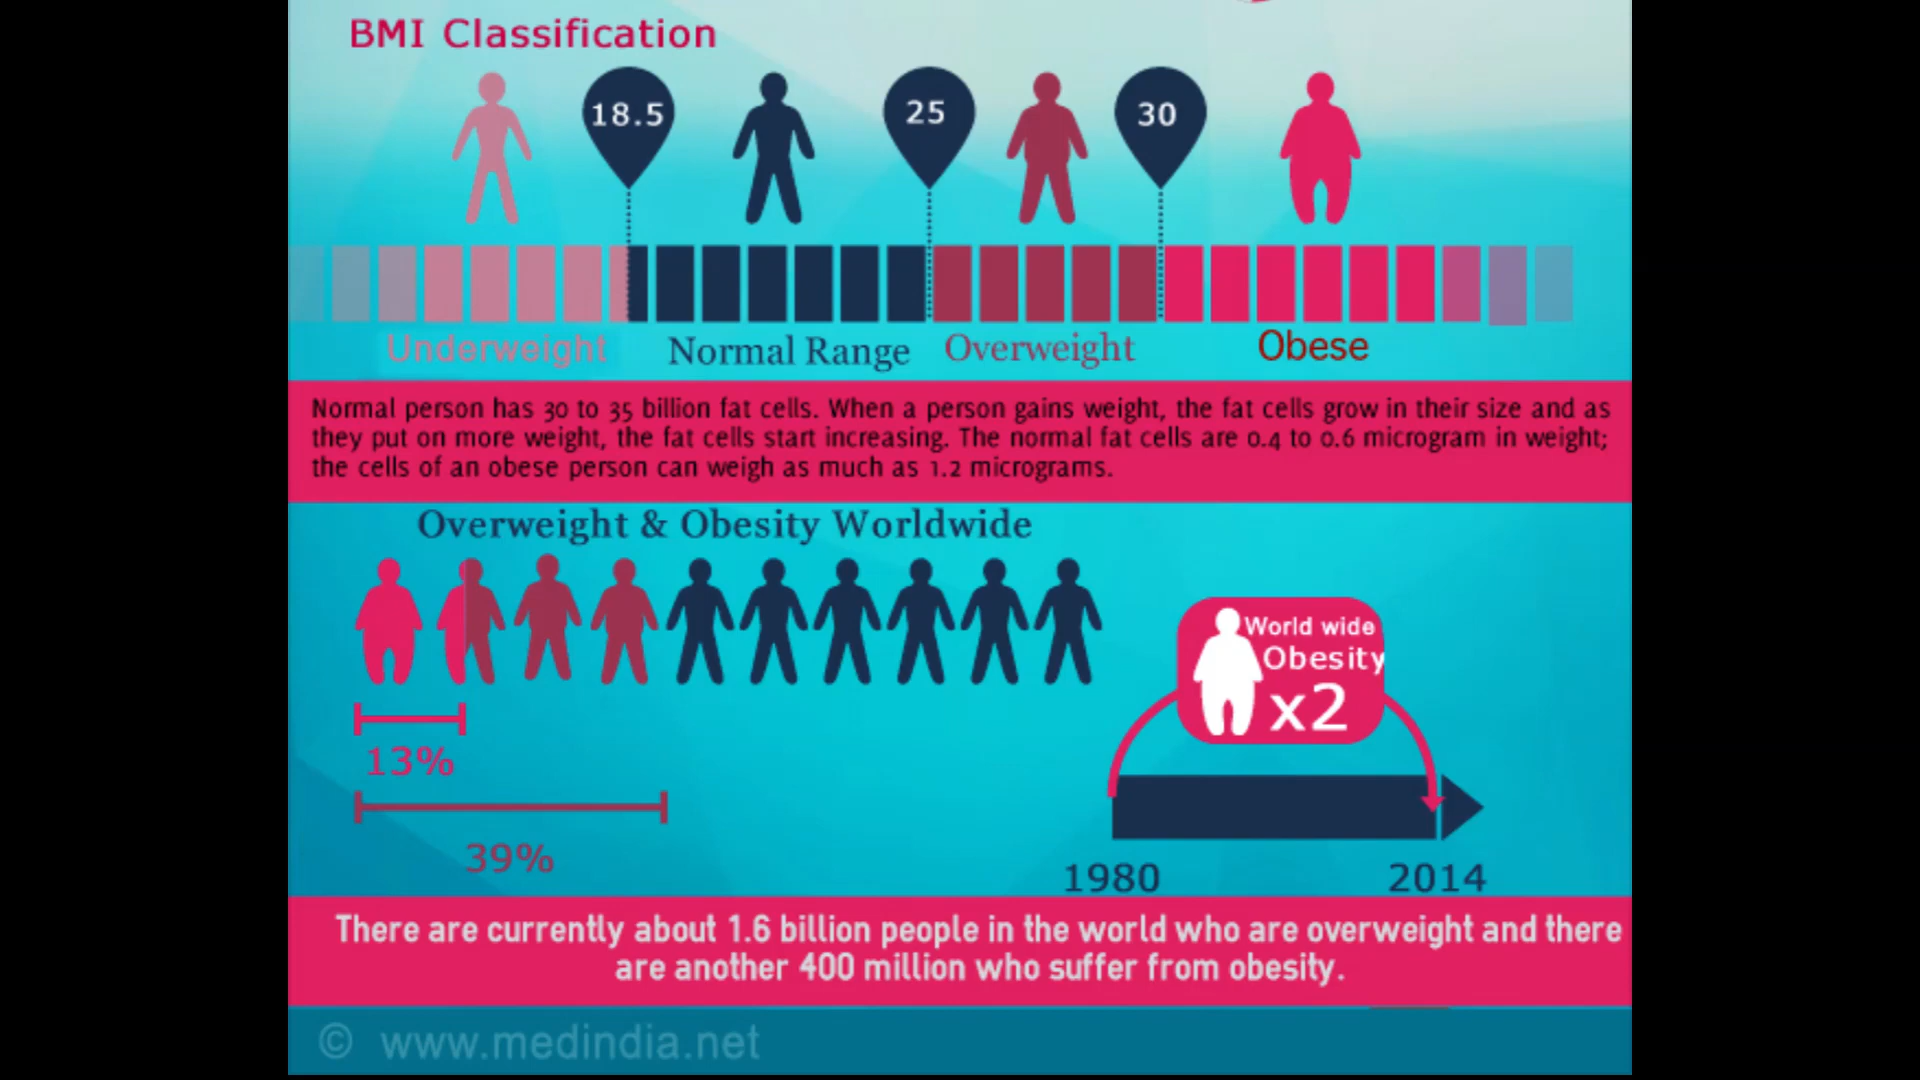 BMI Classification
18.5
25
30
Underweight
Normal Range
Overweight
Obese
Normal person has 30 to 35 billion fat cells. When a person gains weight, the fat cells grow in their size and as
they put on more weight, the fat cells start increasing. The normal fat cells are 0.4 to 0.6 microgram in weight;
the cells of an obese person can weigh as much as 1.2 micrograms.
Overweight & Obesity Worldwide
World wide
Obesity
x2
13%
39%
1980
2014
There are currently about 1.6 billion people in the world who are overweight and there
are another 400 million who suffer from obesity.
© www.medindia.net